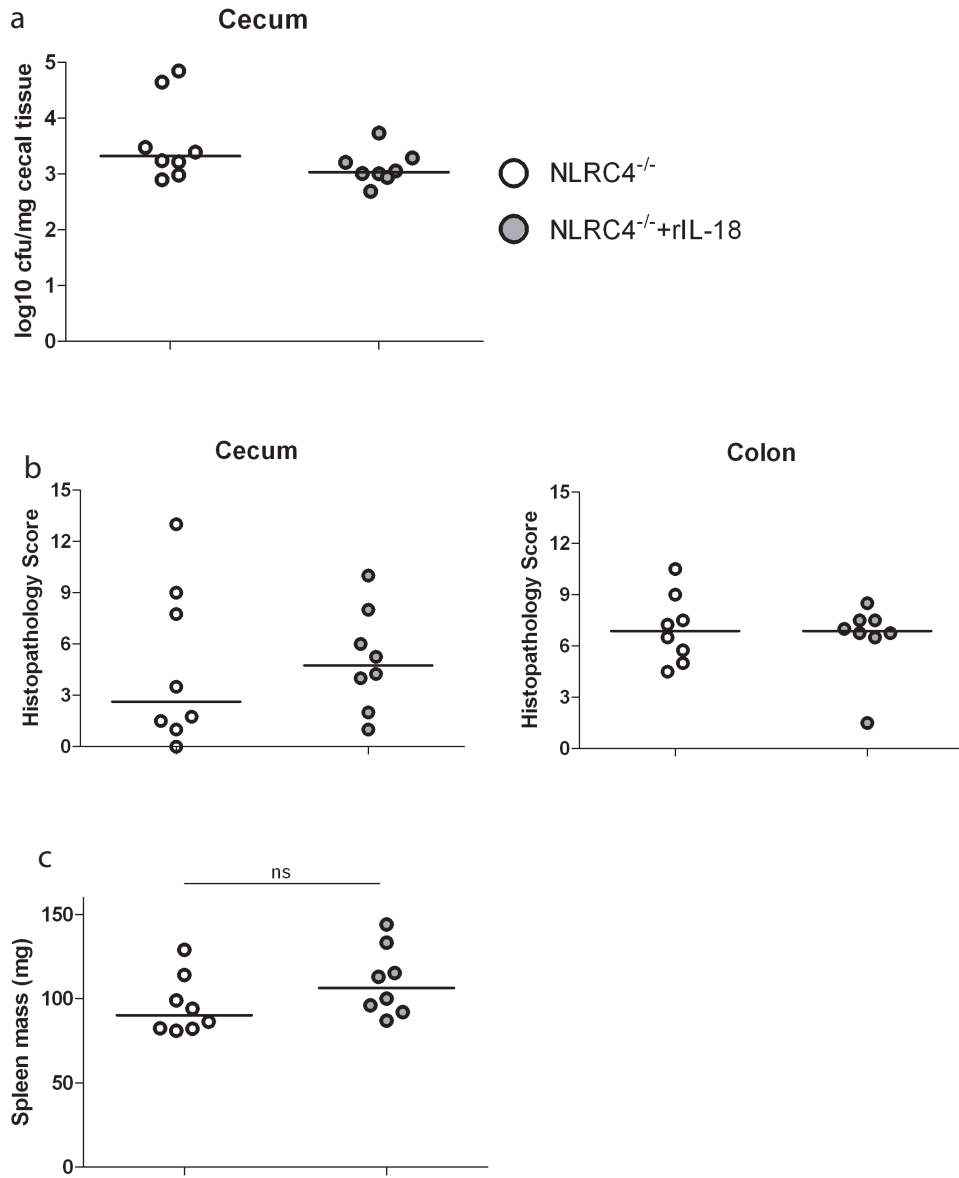 a
Cecum
log10 cfu/mg cecal tissue
5
4
3
2
1
0
NLRC4-/-
NLRC4-/-+rIL-18
b
Cecum
Histopathology Score
15
12
9
6
3
0
Colon
Histopathology Score
15
12
9
6
3
0
c
ns
Spleen mass (mg)
150
100
50
0